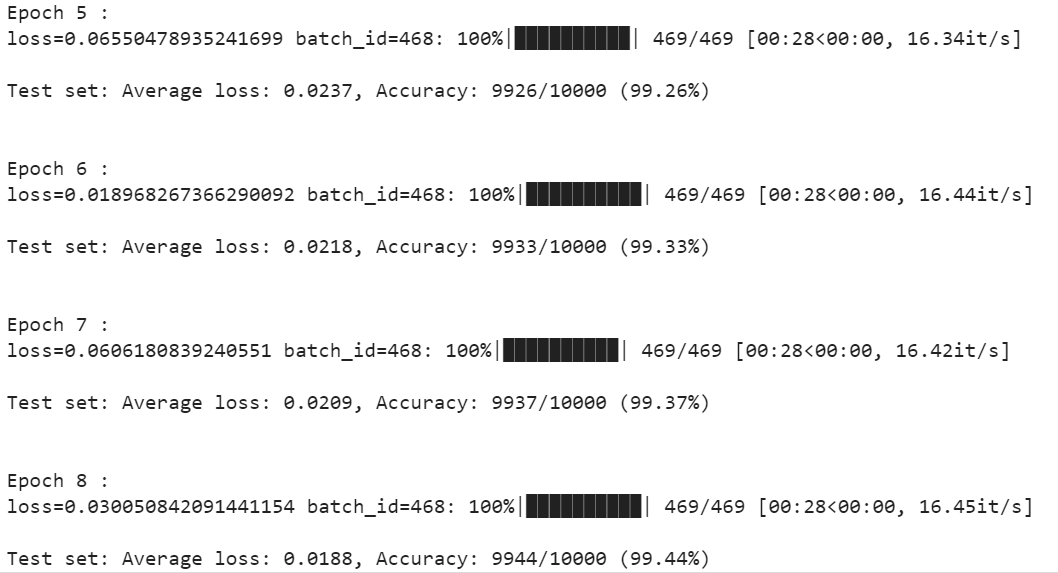 Epoch 5 :
loss=0.06550478935241699 batch_id=468: 100%|██████████| 469/469 [00:28<00:00, 16.34it/s]
Test set: Average loss: 0.0237, Accuracy: 9926/10000 (99.26%)
Epoch 6 :
loss=0.018968267366290092 batch_id=468: 100%|██████████| 469/469 [00:28<00:00, 16.44it/s]
Test set: Average loss: 0.0218, Accuracy: 9933/10000 (99.33%)
Epoch 7 :
loss=0.0606180839240551 batch_id=468: 100%|██████████| 469/469 [00:28<00:00, 16.42it/s]
Test set: Average loss: 0.0209, Accuracy: 9937/10000 (99.37%)
Epoch 8 :
loss=0.030050842091441154 batch_id=468: 100%|██████████| 469/469 [00:28<00:00, 16.45it/s]
Test set: Average loss: 0.0188, Accuracy: 9944/10000 (99.44%)